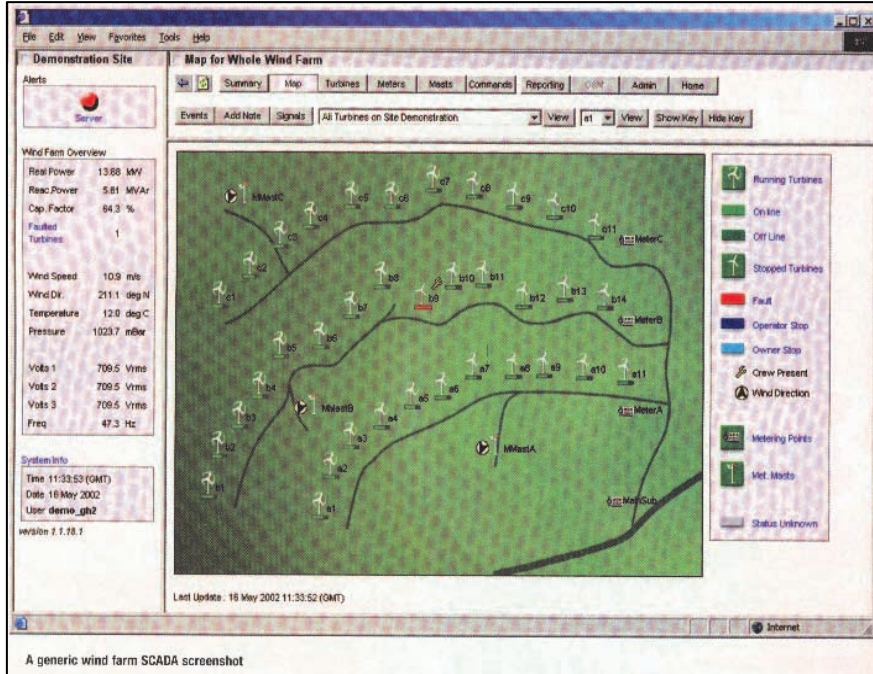 File Edit View Favorites Tools Help
Demonstration Site
Map for Whole Wind Farm
Alerts
Server
Summary Map Turbines Meters Masts Commands Reporting Admin Home
Events Add Note Signals All Turbines on Site Demonstration View a1 View Show Key Hide Key
Wind Farm Overview
Real Power 13.68 MW
Reac.Power 5.81 MVAr
Cap. Factor 64.3 %
Faulted Turbines 1
Wind Speed 10.9 m/s
Wind Dir. 211.1 deg N
Temperature 12.0 deg C
Pressure 1023.7 mBar
Volts 1 709.5 Vrms
Volts 2 709.5 Vrms
Volts 3 709.5 Vrms
Freq 47.3 Hz
System Info
Time 11:33:53 (GMT)
Date 16 May 2002
User demo_gh2
version 1.1.18.1
MMastC
c1
c2
c3
c4
c5
c6
c7
c8
c9
c10
c11
MeterC
b1
b2
b3
b4
b5
b6
b7
b8
b9
b10
b11
b12
b13
b14
MeterB
MMastB
a1
a2
a3
a4
a5
a6
a7
a8
a9
a10
a11
MeterA
MMastA
MainSub
Running Turbines
On line
Off Line
Stopped Turbines
Fault
Operator Stop
Owner Stop
Crew Present
Wind Direction
Metering Points
Met. Masts
Status Unknown
Last Update : 16 May 2002 11:33:52 (GMT)
Internet
A generic wind farm SCADA screenshot